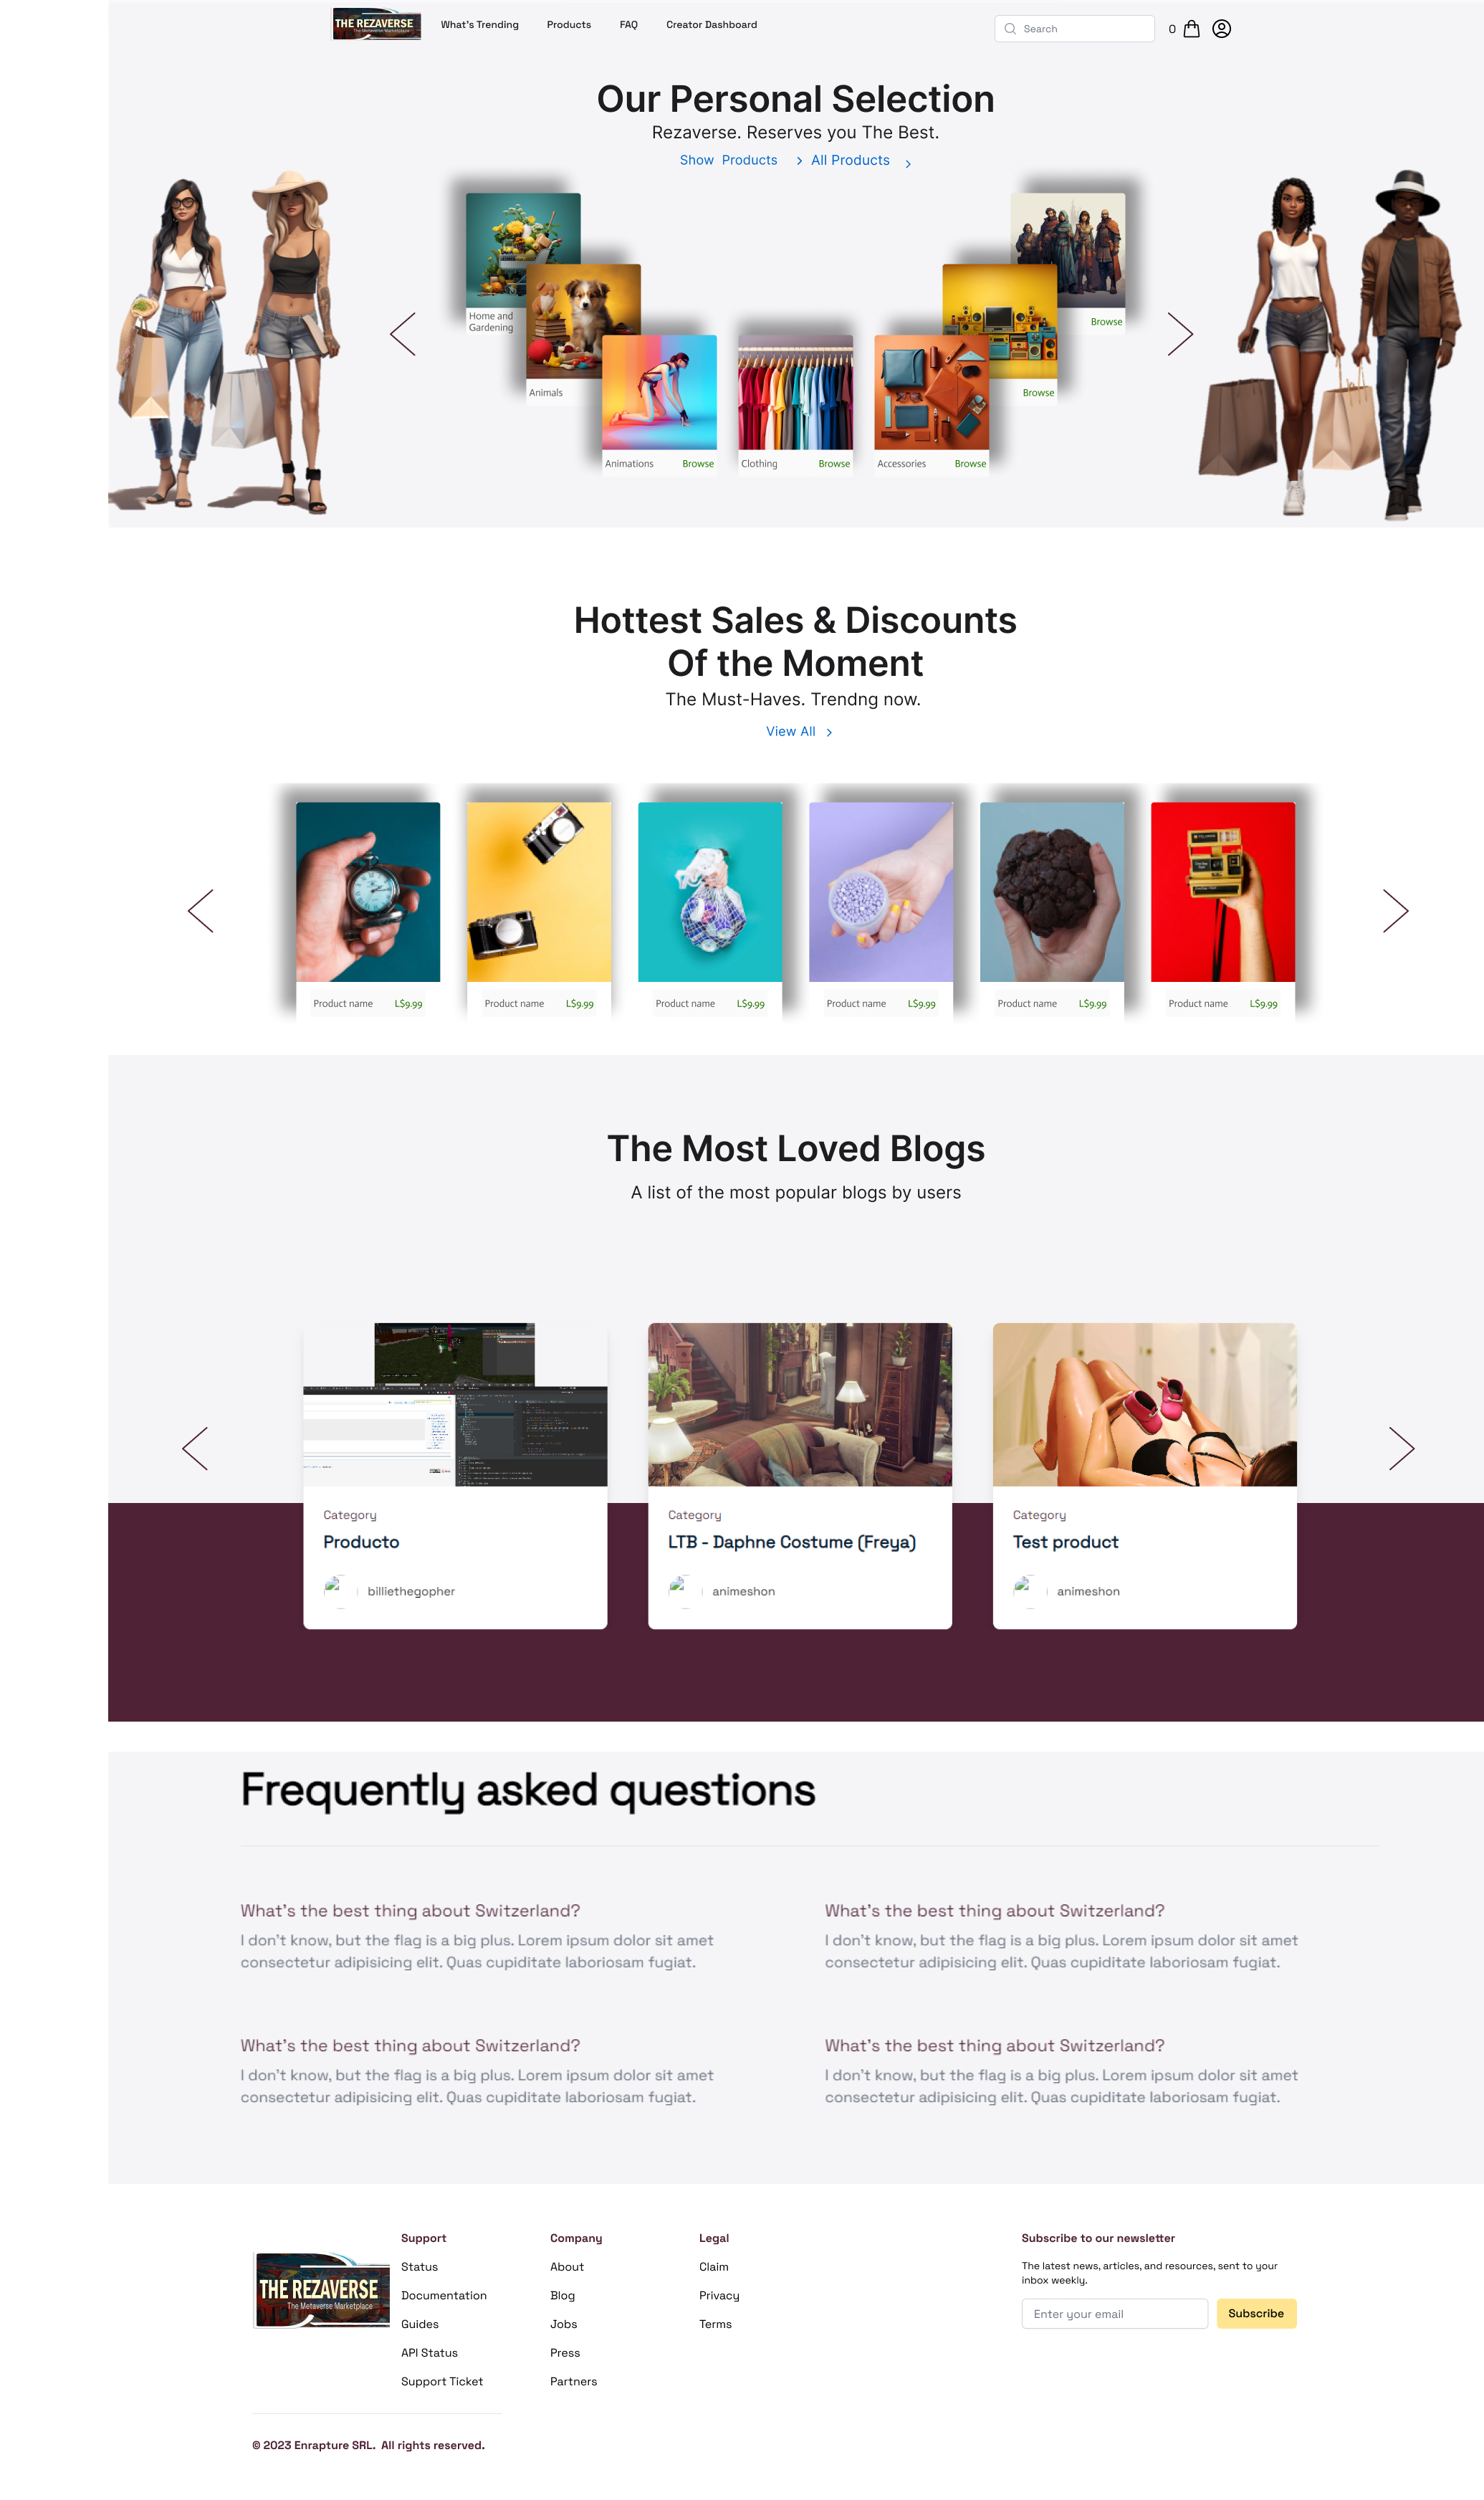 THE REZAVERSE
The Metaverse Marketplace
What's Trending
Products
FAQ
Creator Dashboard
Search
0
Our Personal Selection
Rezaverse. Reserves you The Best.
Show Products
All Products
Home and
Gardening
Browse
Animals
Browse
Animations
Browse
Clothing
Browse
Accessories
Browse
Hottest Sales & Discounts
Of the Moment
The Must-Haves. Trendng now.
View All
Product name L$9.99
Product name L$9.99
Product name L$9.99
Product name L$9.99
Product name L$9.99
Product name L$9.99
The Most Loved Blogs
A list of the most popular blogs by users
Category
Producto
billiethegopher
Category
LTB - Daphne Costume (Freya)
animeshon
Category
Test product
animeshon
Frequently asked questions
What's the best thing about Switzerland?
I don't know, but the flag is a big plus. Lorem ipsum dolor sit amet
consectetur adipisicing elit. Quas cupiditate laboriosam fugiat.
What's the best thing about Switzerland?
I don't know, but the flag is a big plus. Lorem ipsum dolor sit amet
consectetur adipisicing elit. Quas cupiditate laboriosam fugiat.
What's the best thing about Switzerland?
I don't know, but the flag is a big plus. Lorem ipsum dolor sit amet
consectetur adipisicing elit. Quas cupiditate laboriosam fugiat.
What's the best thing about Switzerland?
I don't know, but the flag is a big plus. Lorem ipsum dolor sit amet
consectetur adipisicing elit. Quas cupiditate laboriosam fugiat.
THE REZAVERSE
The Metaverse Marketplace
Support
Status
Documentation
Guides
API Status
Support Ticket
Company
About
Blog
Jobs
Press
Partners
Legal
Claim
Privacy
Terms
Subscribe to our newsletter
The latest news, articles, and resources, sent to your
inbox weekly.
Enter your email
Subscribe
© 2023 Enrapture SRL. All rights reserved.